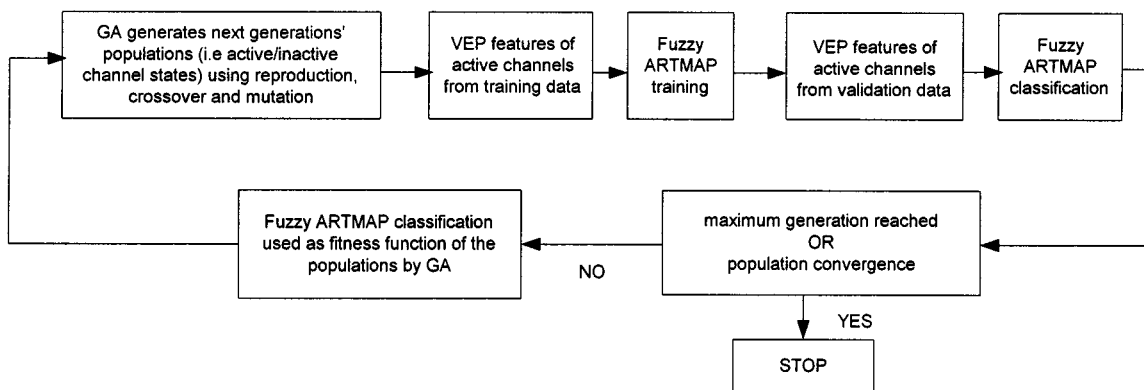 GA generates next generations'
populations (i.e active/inactive
channel states) using reproduction,
crossover and mutation
VEP features of
active channels
from training data
Fuzzy
ARTMAP
training
VEP features of
active channels
from validation data
Fuzzy
ARTMAP
classification
Fuzzy ARTMAP classification
used as fitness function of the
populations by GA
NO
maximum generation reached
OR
population convergence
YES
STOP